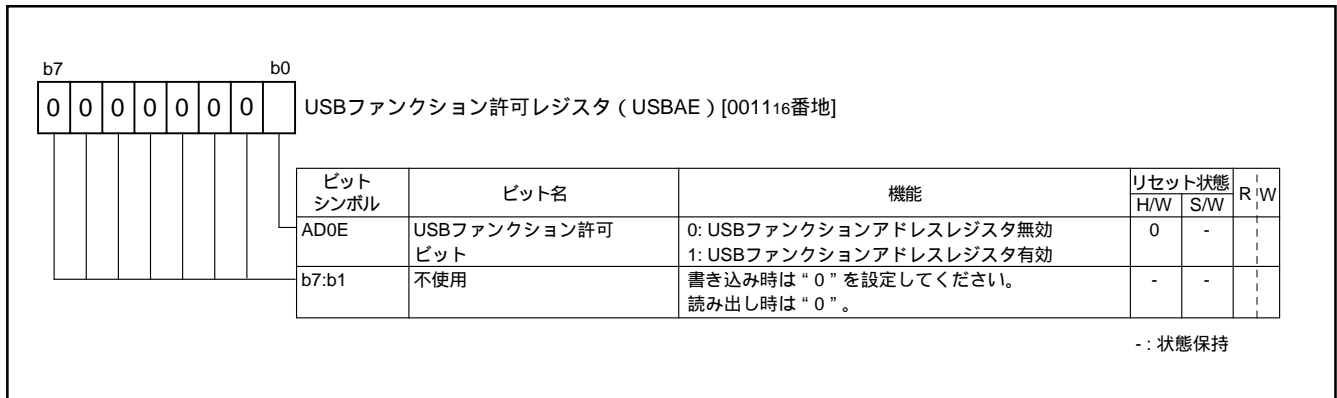 b7 b0
0 0 0 0 0 0 0 USBファンクション許可レジスタ(USBAE)[001116番地]
ビットシンボル ビット名 機能 リセット状態 H/W S/W R W
AD0E USBファンクション許可 0: USBファンクションアドレスレジスタ無効 0 -
ビット 1: USBファンクションアドレスレジスタ有効
b7:b1 不使用 書き込み時は“0”を設定してください。 - -
読み出し時は“0”。
- : 状態保持